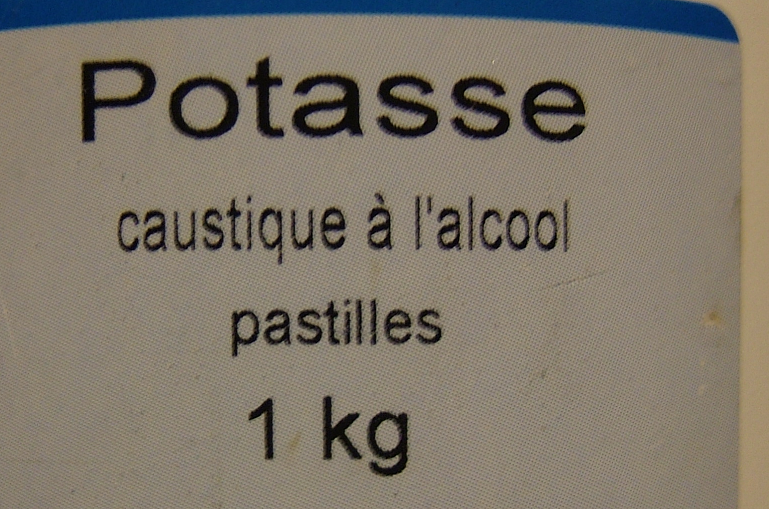 Potasse
caustique à l'alcool
pastilles
1 kg